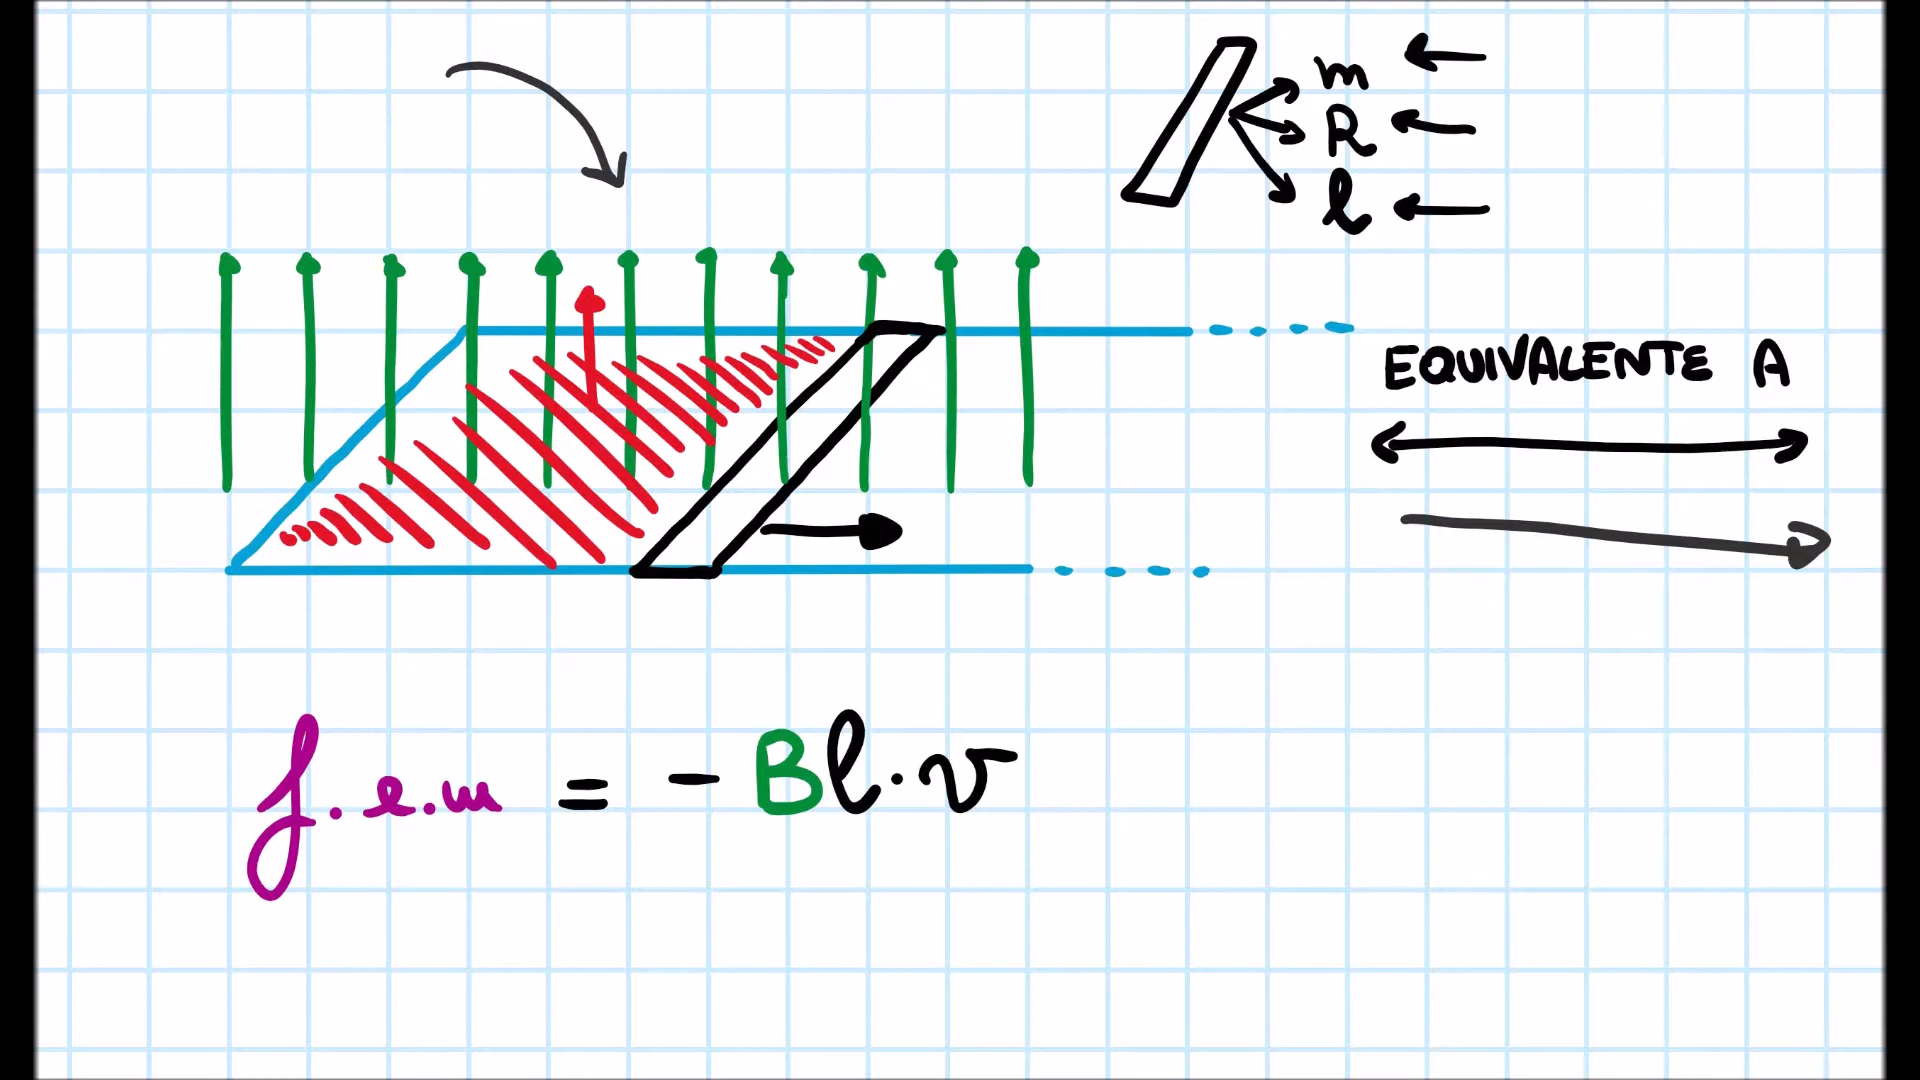 m
R
l
EQUIVALENTE A
f.e.m = - Bl·v